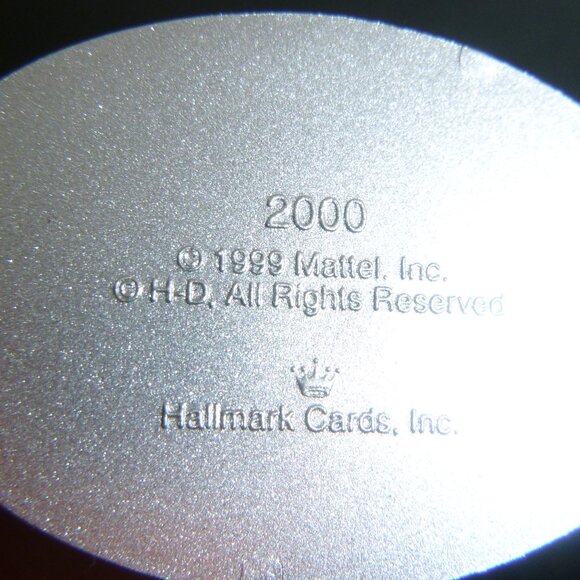 2000
© 1999 Mattel, Inc.
© H-D, All Rights Reserved
Hallmark Cards, Inc.